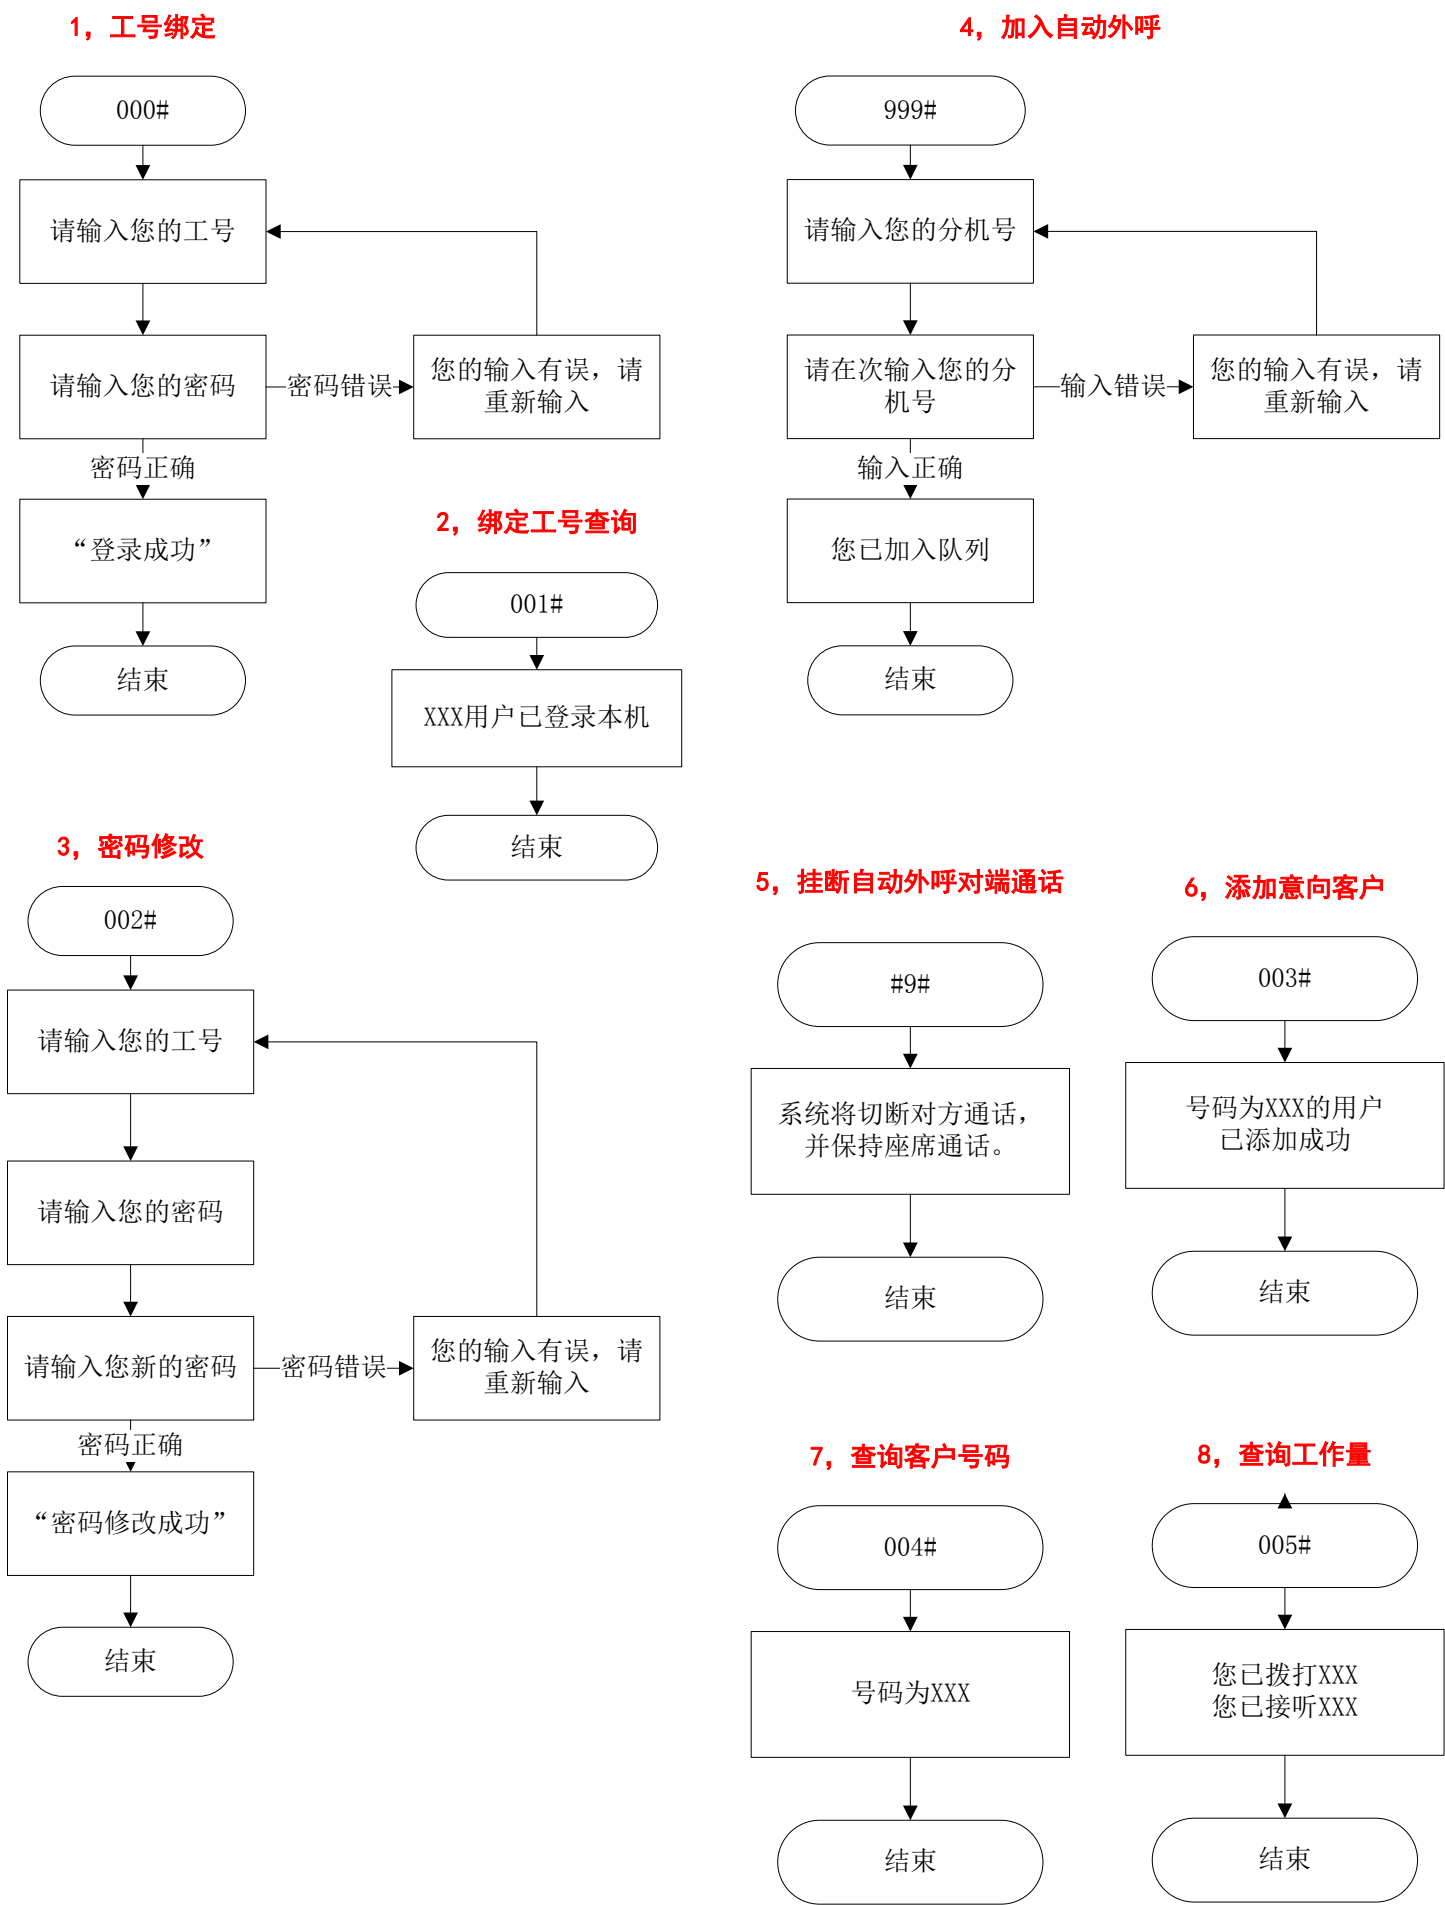 1，工号绑定
000#
请输入您的工号
请输入您的密码
密码错误
您的输入有误，请
重新输入
密码正确
“登录成功”
结束
2，绑定工号查询
001#
XXX用户已登录本机
结束
3，密码修改
002#
请输入您的工号
请输入您的密码
请输入您新的密码
密码错误
您的输入有误，请
重新输入
密码正确
“密码修改成功”
结束
4，加入自动外呼
999#
请输入您的分机号
请在次输入您的分
机号
输入错误
您的输入有误，请
重新输入
输入正确
您已加入队列
结束
5，挂断自动外呼对端通话
#9#
系统将切断对方通话，
并保持座席通话。
结束
6，添加意向客户
003#
号码为XXX的用户
已添加成功
结束
7，查询客户号码
004#
号码为XXX
结束
8，查询工作量
005#
您已拨打XXX
您已接听XXX
结束